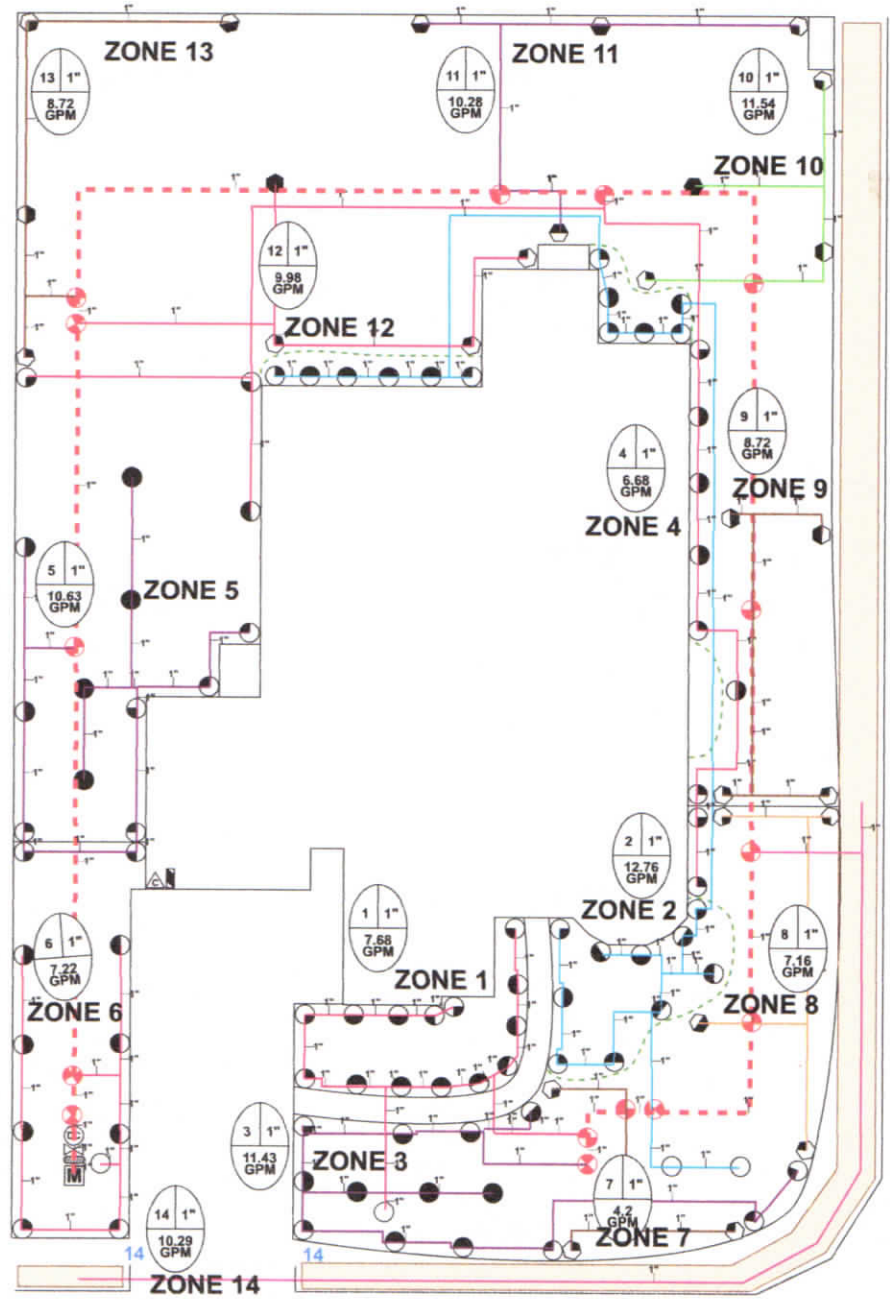 ZONE 13
ZONE 11
13 1"
8.72
GPM
11 1"
10.28
GPM
10 1"
11.54
GPM
ZONE 10
12 1"
9.98
GPM
ZONE 12
9 1"
8.72
GPM
4 1"
6.68
GPM
ZONE 9
ZONE 4
5 1"
10.63
GPM
ZONE 5
2 1"
12.76
GPM
C
1 1"
7.68
GPM
ZONE 2
6 1"
7.22
GPM
8 1"
7.16
GPM
ZONE 1
ZONE 6
ZONE 8
3 1"
11.43
GPM
ZONE 3
M
7 1"
4.2
GPM
ZONE 7
14 1"
10.29
GPM
14
14
ZONE 14
1"